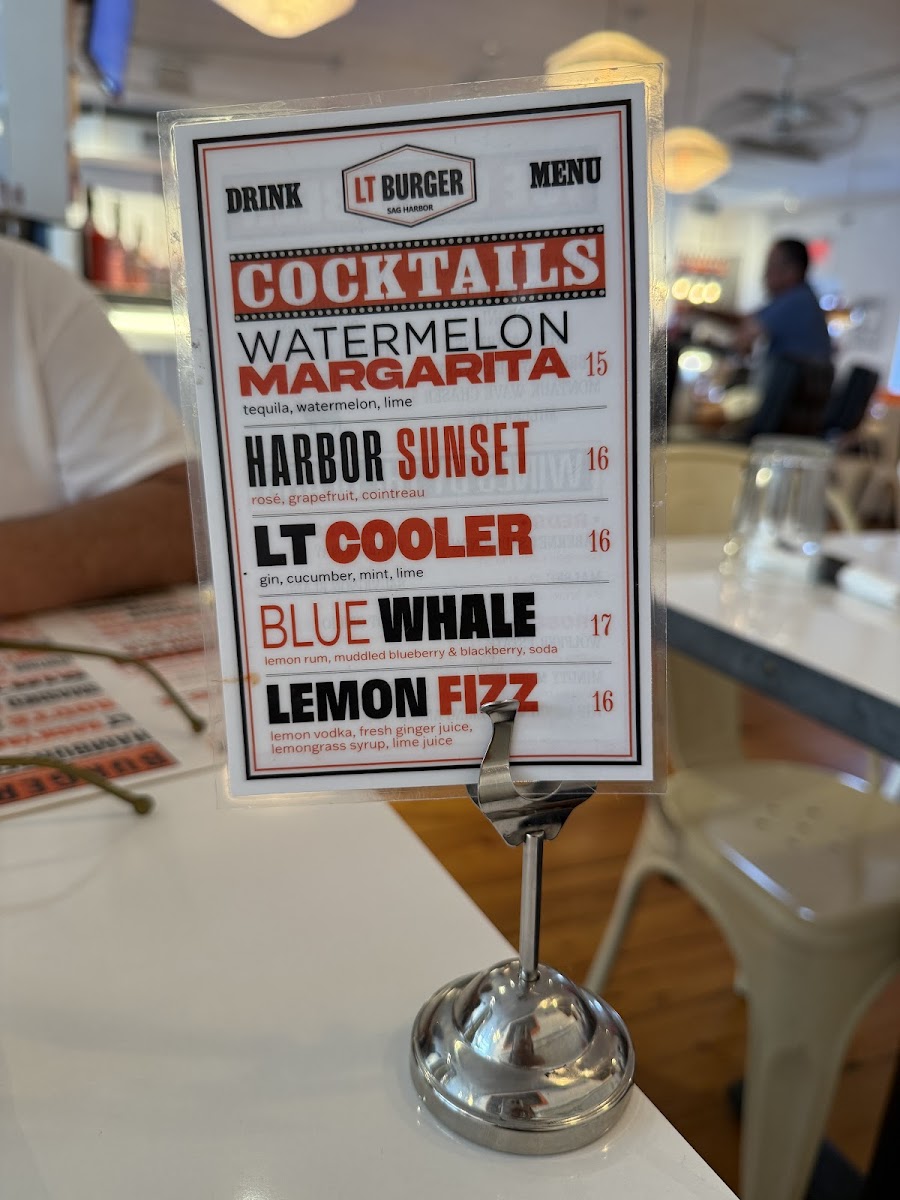 DRINK
LT BURGER
SAG HARBOR
MENU
COCKTAILS
WATERMELON
MARGARITA 15
tequila, watermelon, lime
HARBOR SUNSET 16
rosé, grapefruit, cointreau
LT COOLER 16
gin, cucumber, mint, lime
BLUE WHALE 17
lemon rum, muddled blueberry & blackberry, soda
LEMON FIZZ 16
lemon vodka, fresh ginger juice,
lemongrass syrup, lime juice